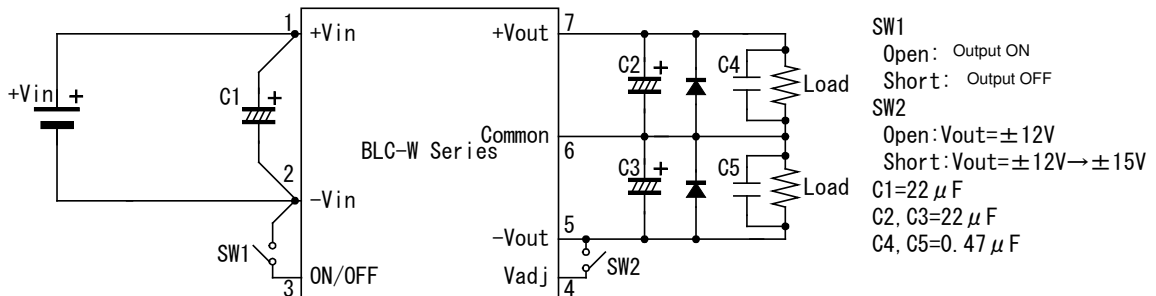 1
+Vin
+Vin
+
C1
+
2
-Vin
SW1
3
ON/OFF
BLC-W Series
+Vout
7
Common
6
5
-Vout
Vadj
4
SW2
C2
+
C4
Load
C3
+
C5
Load
SW1
Open: Output ON
Short: Output OFF
SW2
Open:Vout=±12V
Short:Vout=±12V→±15V
C1=22μF
C2,C3=22μF
C4,C5=0.47μF